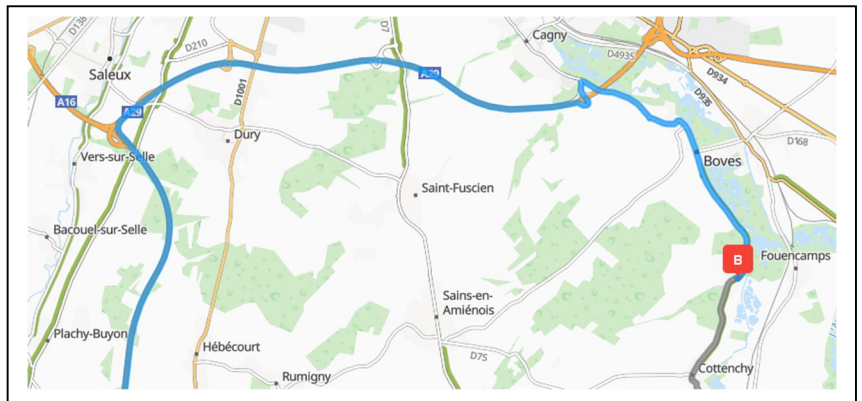 D138
D7
Cagny
D210
D4935
Saleux
A29
D934
A16
A29
D1001
D935
Dury
D168
Vers-sur-Selle
Boves
Saint-Fuscien
Bacouel-sur-Selle
B
Fouencamps
Sains-en-
Amiénois
Plachy-Buyon
Hébécourt
D75
Cottenchy
Rumigny